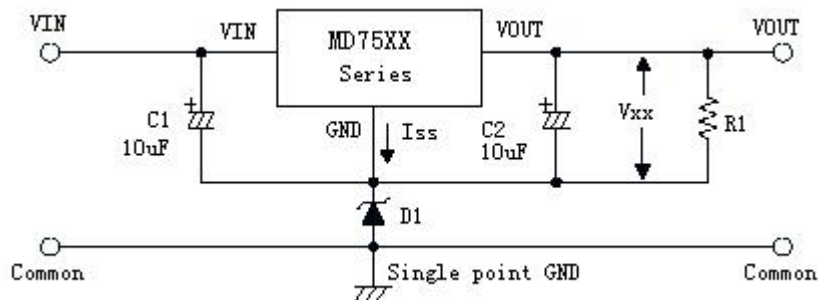 VIN
VIN
MD75XX
Series
VOUT
VOUT
+
C1
10uF
GND
Iss
+
C2
10uF
Vxx
R1
D1
Common
Single point GND
Common